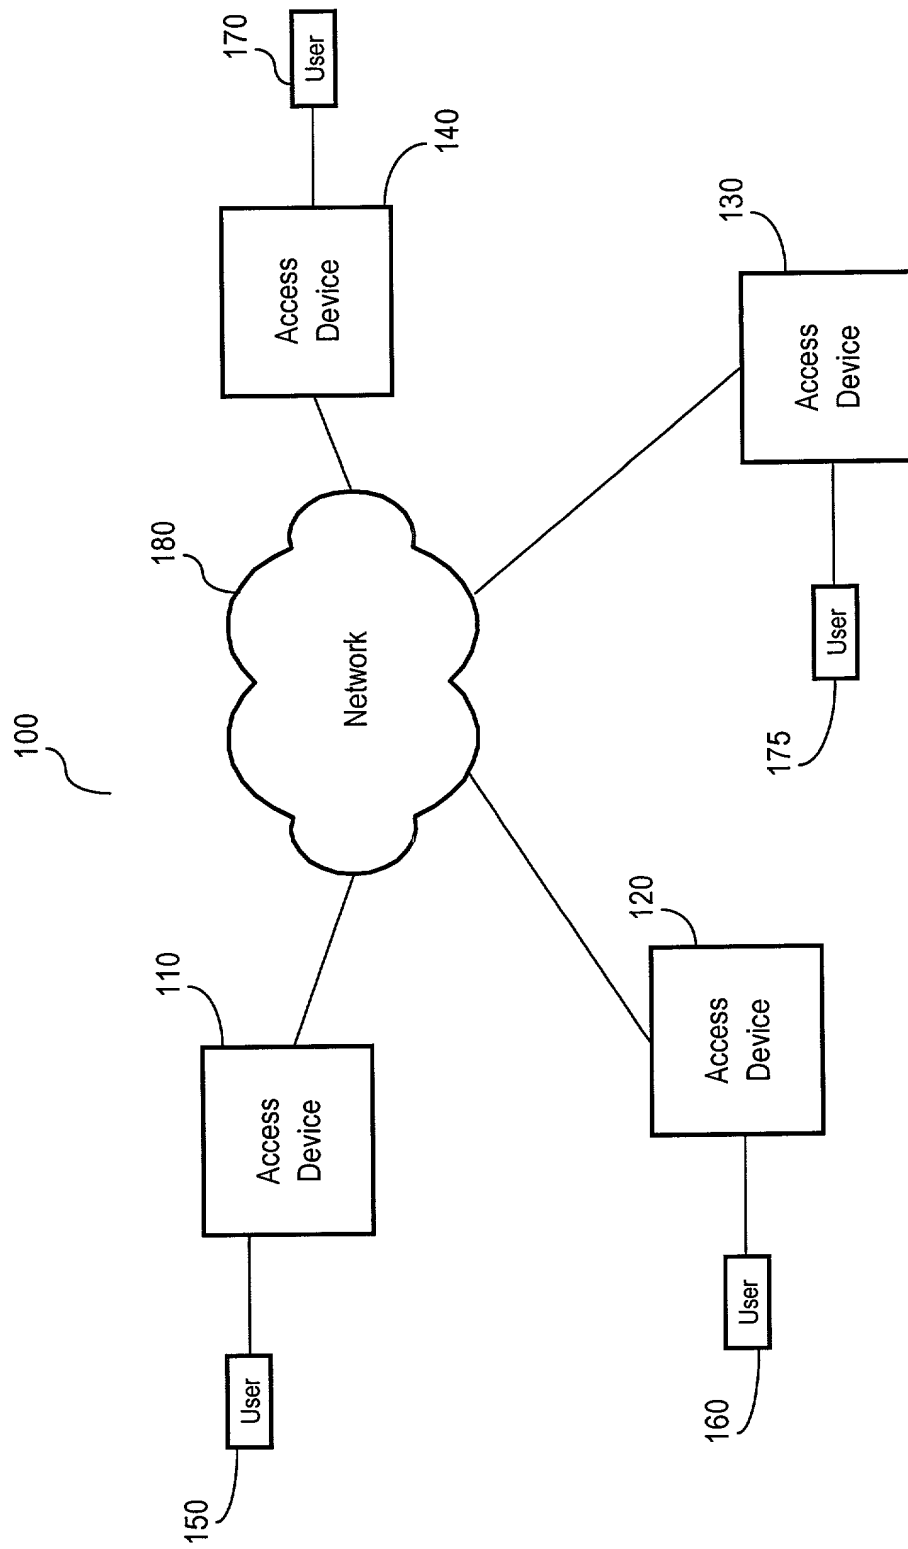 100
110
Access
Device
150
User
180
Network
170
User
140
Access
Device
120
Access
Device
160
User
130
Access
Device
175
User